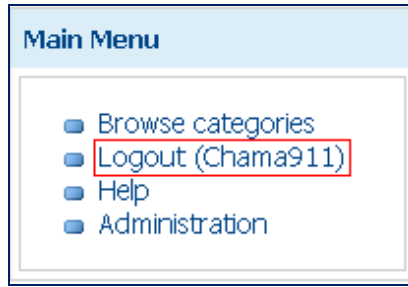 Main Menu
Browse categories
Logout (Chama911)
Help
Administration